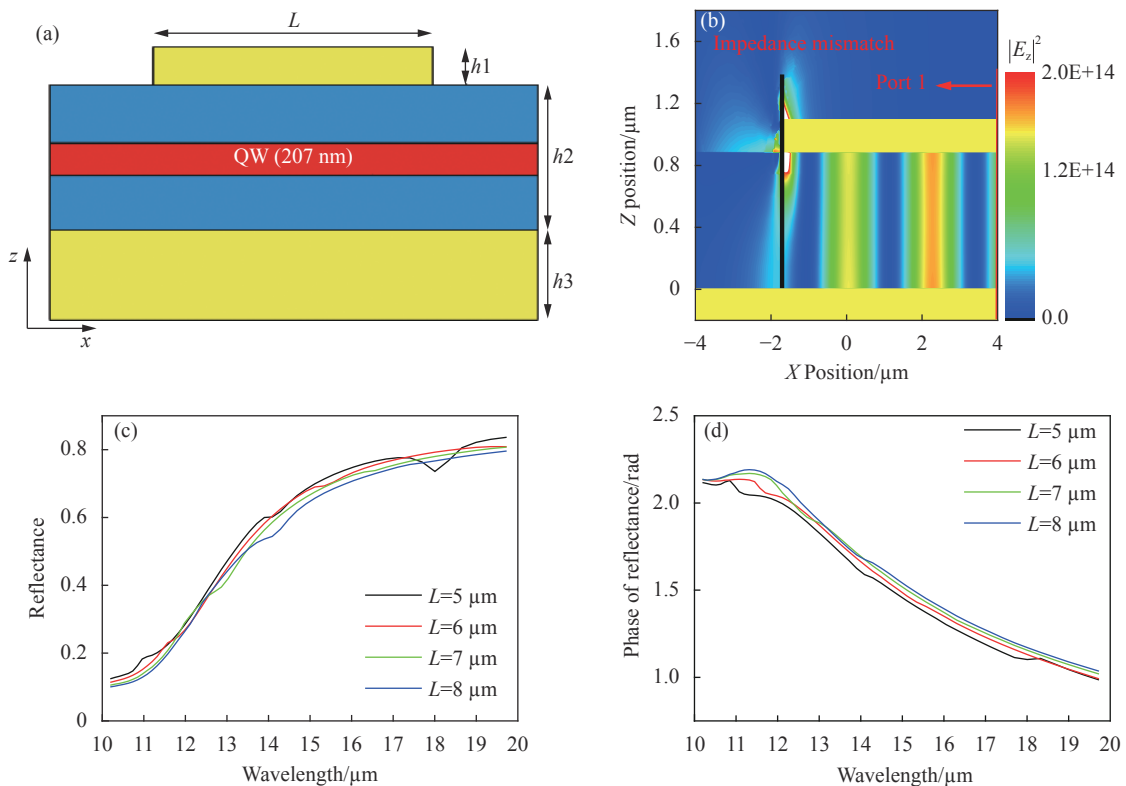 (a)
L
h1
QW (207 nm)
h2
h3
z
x
(b)
Impedance mismatch
Port 1
|E_z|^2
2.0E+14
1.2E+14
0.0
Z position/µm
1.6
1.2
0.8
0.4
0
−4 −2 0 2 4
X Position/µm
(c)
Reflectance
0.8
0.6
0.4
0.2
0
L=5 µm
L=6 µm
L=7 µm
L=8 µm
10 11 12 13 14 15 16 17 18 19 20
Wavelength/µm
(d)
Phase of reflectance/rad
2.5
2.0
1.5
1.0
L=5 µm
L=6 µm
L=7 µm
L=8 µm
10 11 12 13 14 15 16 17 18 19 20
Wavelength/µm